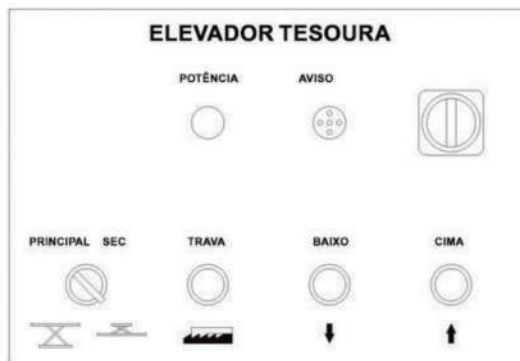 ELEVADOR TESOURA
POTÊNCIA AVISO
PRINCIPAL SEC TRAVA BAIXO CIMA